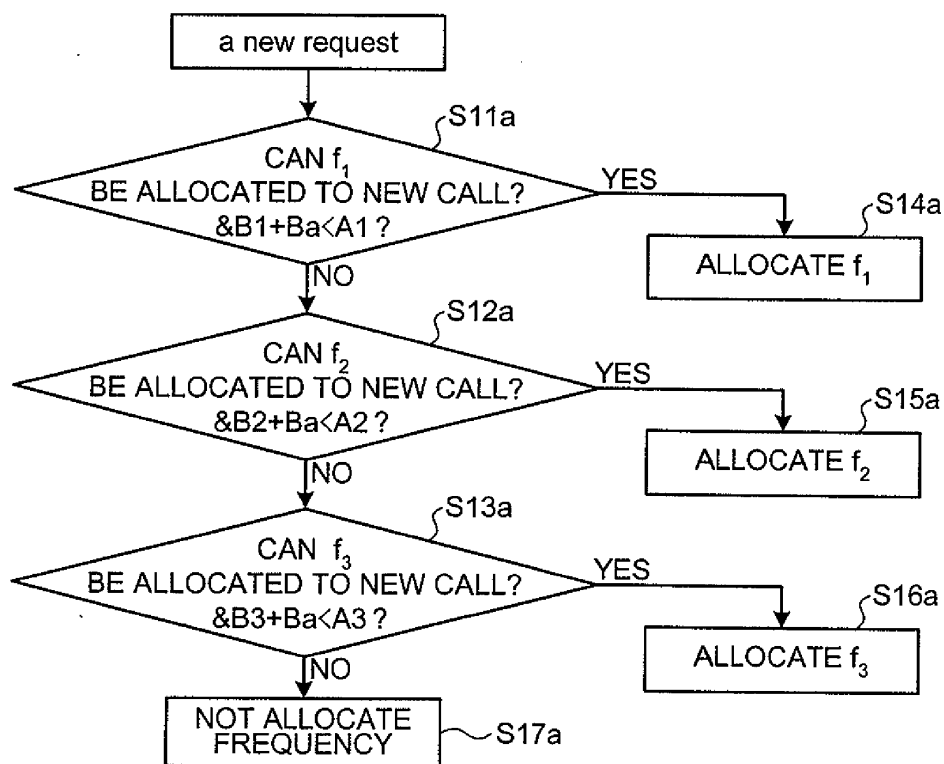 a new request
S11a
CAN f₁
BE ALLOCATED TO NEW CALL?
&B1+Ba<A1?
YES
S14a
ALLOCATE f₁
NO
S12a
CAN f₂
BE ALLOCATED TO NEW CALL?
&B2+Ba<A2?
YES
S15a
ALLOCATE f₂
NO
S13a
CAN f₃
BE ALLOCATED TO NEW CALL?
&B3+Ba<A3?
YES
S16a
ALLOCATE f₃
NO
NOT ALLOCATE
FREQUENCY
S17a